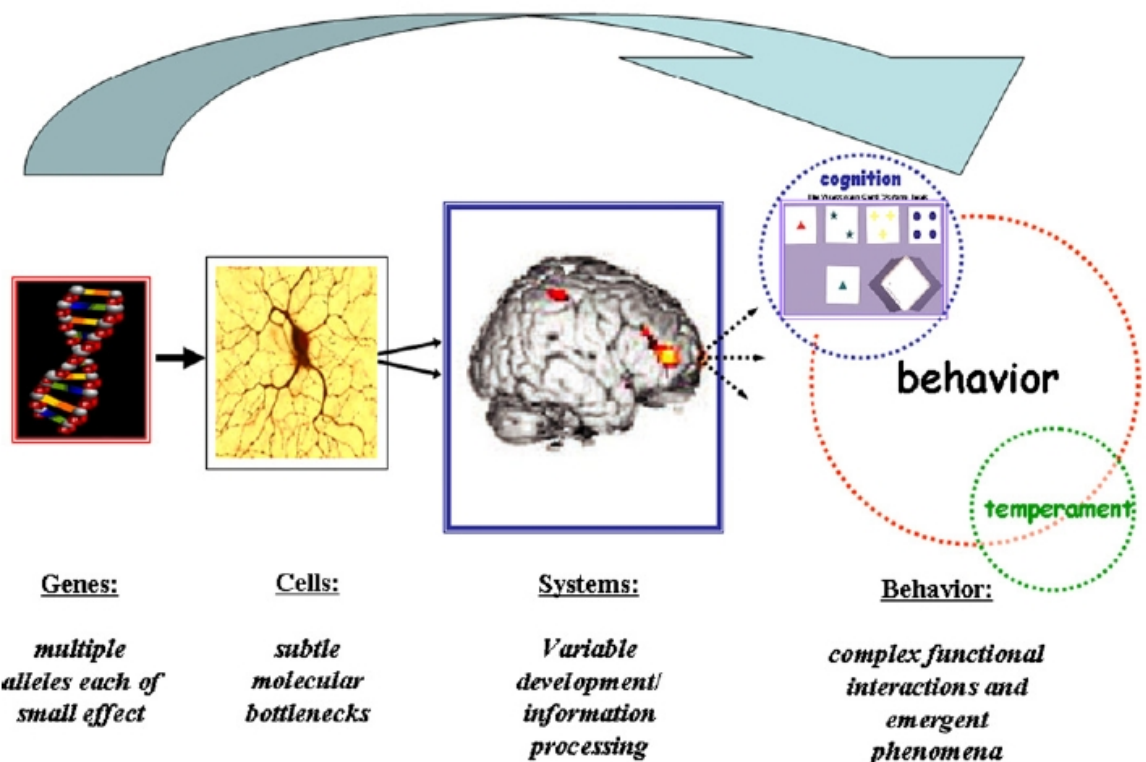 cognition
behavior
temperament
Genes:
multiple
alleles each of
small effect
Cells:
subtle
molecular
bottlenecks
Systems:
Variable
development/
information
processing
Behavior:
complex functional
interactions and
emergent
phenomena